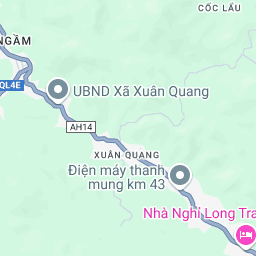 CỐC LẦU
NGẦM
QL4E
UBND Xã Xuân Quang
AH14
XUÂN QUANG
Điện máy thanh
mung km 43
Nhà Nghỉ Long Tra